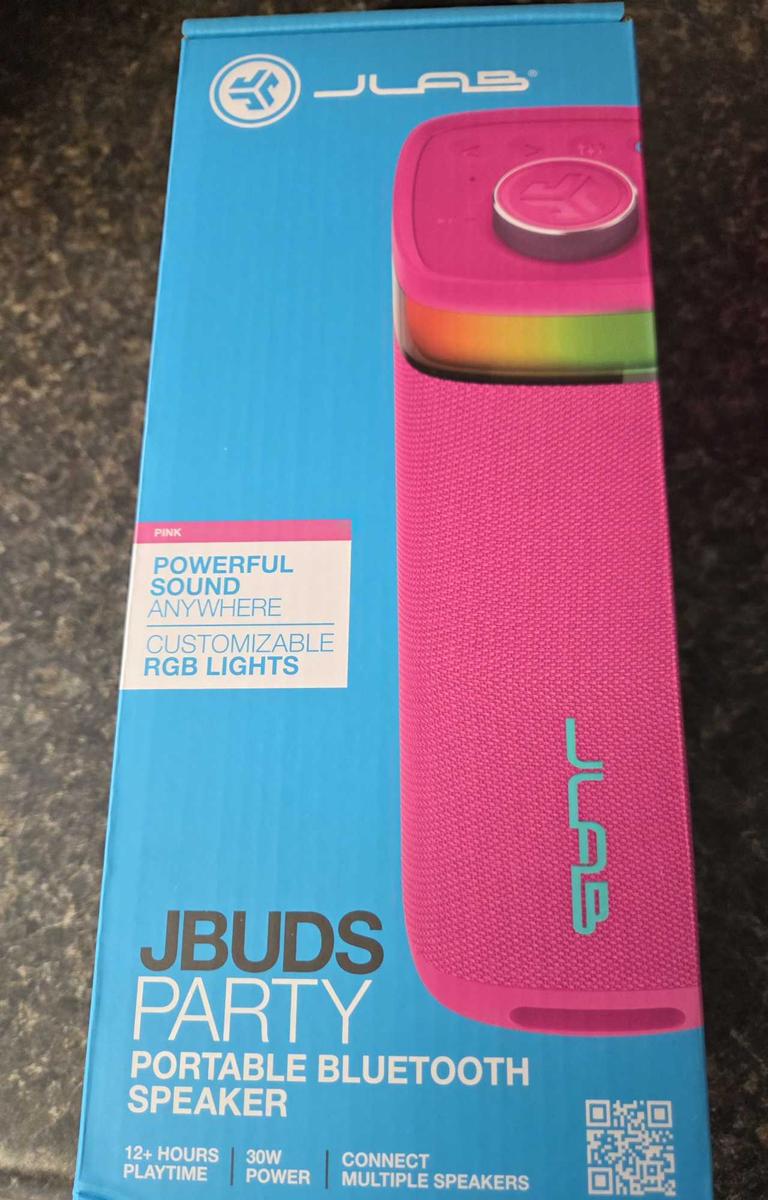 JLAB®
PINK
POWERFUL
SOUND
ANYWHERE
CUSTOMIZABLE
RGB LIGHTS
JLAB
JBUDS
PARTY
PORTABLE BLUETOOTH
SPEAKER
12+ HOURS
PLAYTIME
30W
POWER
CONNECT
MULTIPLE SPEAKERS